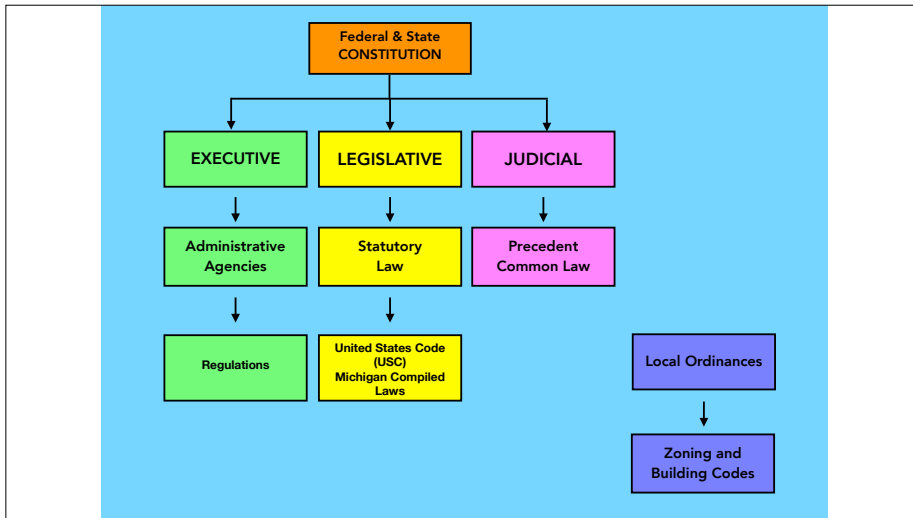 Federal & State
CONSTITUTION
EXECUTIVE
LEGISLATIVE
JUDICIAL
Administrative
Agencies
Statutory
Law
Precedent
Common Law
Regulations
United States Code
(USC)
Michigan Compiled
Laws
Local Ordinances
Zoning and
Building Codes